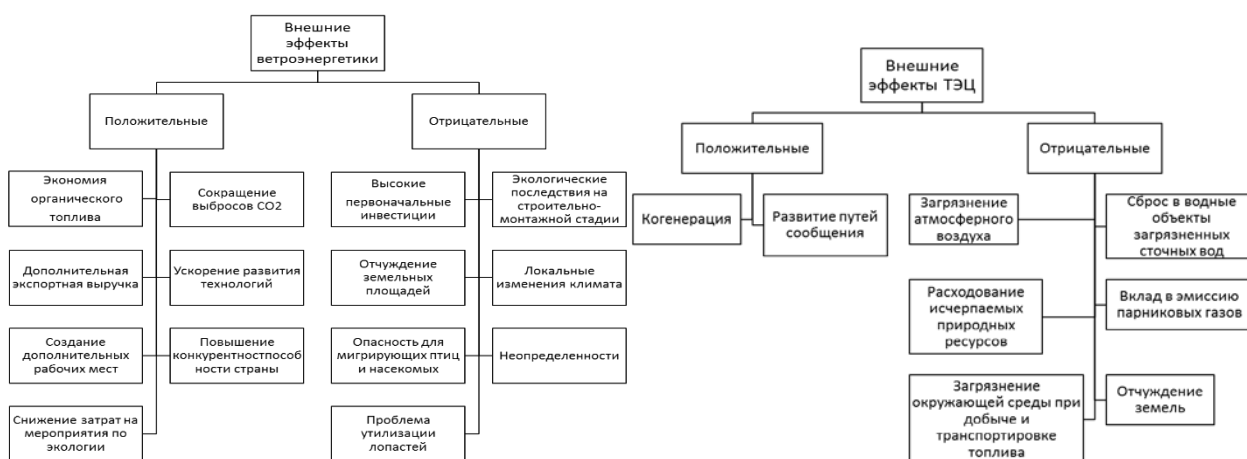 Внешние
эффекты
ветроэнергетики
Положительные
Отрицательные
Экономия
органического
топлива
Сокращение
выбросов СО2
Дополнительная
экспортная выручка
Ускорение развития
технологий
Создание
дополнительных
рабочих мест
Повышение
конкурентностпособ
ности страны
Снижение затрат на
мероприятия по
экологии
Высокие
первоначальные
инвестиции
Экологические
последствия на
строительно-
монтажной стадии
Отчуждение
земельных
площадей
Локальные
изменения климата
Опасность для
мигрирующих птиц
и насекомых
Неопределенности
Проблема
утилизации
лопастей
Внешние
эффекты ТЭЦ
Положительные
Отрицательные
Когенерация
Развитие путей
сообщения
Загрязнение
атмосферного
воздуха
Сброс в водные
объекты
загрязненных
сточных вод
Расходование
исчерпаемых
природных
ресурсов
Вклад в эмиссию
парниковых газов
Загрязнение
окружающей среды при
добыче и
транспортировке
топлива
Отчуждение
земель